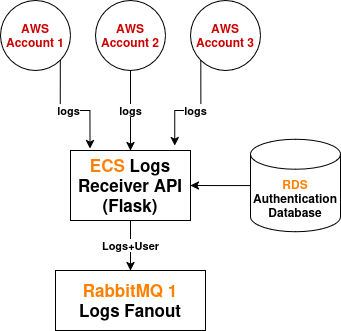 AWS
Account 1
AWS
Account 2
AWS
Account 3
logs
logs
logs
ECS Logs
Receiver API
(Flask)
RDS
Authentication
Database
Logs+User
RabbitMQ 1
Logs Fanout